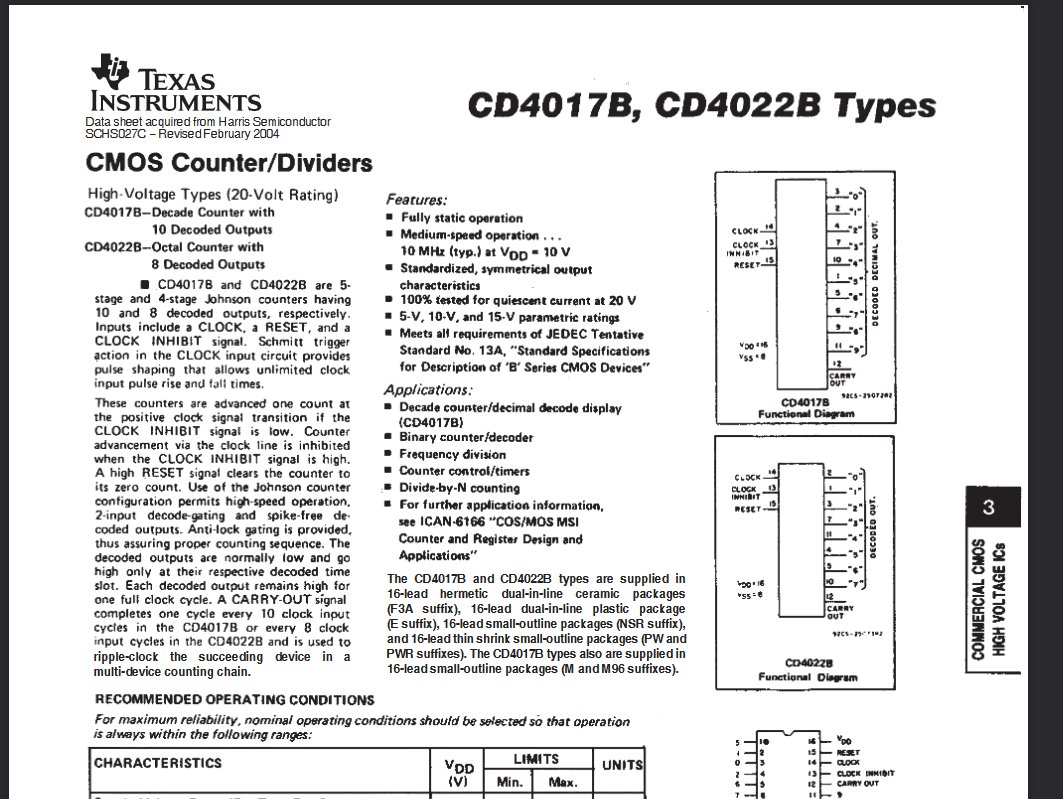 TEXAS
INSTRUMENTS
Data sheet acquired from Harris Semiconductor
SCHS027C – Revised February 2004
CD4017B, CD4022B Types
CMOS Counter/Dividers
High-Voltage Types (20-Volt Rating)
CD4017B—Decade Counter with
10 Decoded Outputs
CD4022B—Octal Counter with
8 Decoded Outputs
■ CD4017B and CD4022B are 5-
stage and 4-stage Johnson counters having
10 and 8 decoded outputs, respectively.
Inputs include a CLOCK, a RESET, and a
CLOCK INHIBIT signal. Schmitt trigger
action in the CLOCK input circuit provides
pulse shaping that allows unlimited clock
input pulse rise and fall times.
These counters are advanced one count at
the positive clock signal transition if the
CLOCK INHIBIT signal is low. Counter
advancement via the clock line is inhibited
when the CLOCK INHIBIT signal is high.
A high RESET signal clears the counter to
its zero count. Use of the Johnson counter
configuration permits high-speed operation,
2-input decode-gating and spike-free de-
coded outputs. Anti-lock gating is provided,
thus assuring proper counting sequence. The
decoded outputs are normally low and go
high only at their respective decoded time
slot. Each decoded output remains high for
one full clock cycle. A CARRY-OUT signal
completes one cycle every 10 clock input
cycles in the CD4017B or every 8 clock
input cycles in the CD4022B and is used to
ripple-clock the succeeding device in a
multi-device counting chain.
Features:
■ Fully static operation
■ Medium-speed operation . . .
10 MHz (typ.) at VDD = 10 V
■ Standardized, symmetrical output
characteristics
■ 100% tested for quiescent current at 20 V
■ 5-V, 10-V, and 15-V parametric ratings
■ Meets all requirements of JEDEC Tentative
Standard No. 13A, "Standard Specifications
for Description of 'B' Series CMOS Devices"
Applications:
■ Decade counter/decimal decode display
(CD4017B)
■ Binary counter/decoder
■ Frequency division
■ Counter control/timers
■ Divide-by-N counting
■ For further application information,
see ICAN-6166 "COS/MOS MSI
Counter and Register Design and
Applications"
The CD4017B and CD4022B types are supplied in
16-lead hermetic dual-in-line ceramic packages
(F3A suffix), 16-lead dual-in-line plastic package
(E suffix), 16-lead small-outline packages (NSR suffix),
and 16-lead thin shrink small-outline packages (PW and
PWR suffixes). The CD4017B types also are supplied in
16-lead small-outline packages (M and M96 suffixes).
CLOCK 14
CLOCK 13
INHIBIT
RESET 15
VDD = 16
VSS = 8
3 "0"
2 "1"
4 "2"
7 "3"
10 "4"
1 "5"
5 "6"
6 "7"
9 "8"
11 "9"
12
CARRY
OUT
DECODED DECIMAL OUT.
CD4017B
Functional Diagram
CLOCK 14
CLOCK 13
INHIBIT
RESET 15
VDD = 16
VSS = 8
2 "0"
1 "1"
3 "2"
7 "3"
11 "4"
4 "5"
5 "6"
10 "7"
12
CARRY
OUT
DECODED OUT.
CD4022B
Functional Diagram
3
COMMERCIAL CMOS
HIGH VOLTAGE ICs
RECOMMENDED OPERATING CONDITIONS
For maximum reliability, nominal operating conditions should be selected so that operation
is always within the following ranges:
CHARACTERISTICS
VDD
(V)
LIMITS
Min.
Max.
UNITS
5 1 16 VDD
1 2 15 RESET
0 3 14 CLOCK
2 4 13 CLOCK INHIBIT
6 5 12 CARRY OUT
7 6 11 9